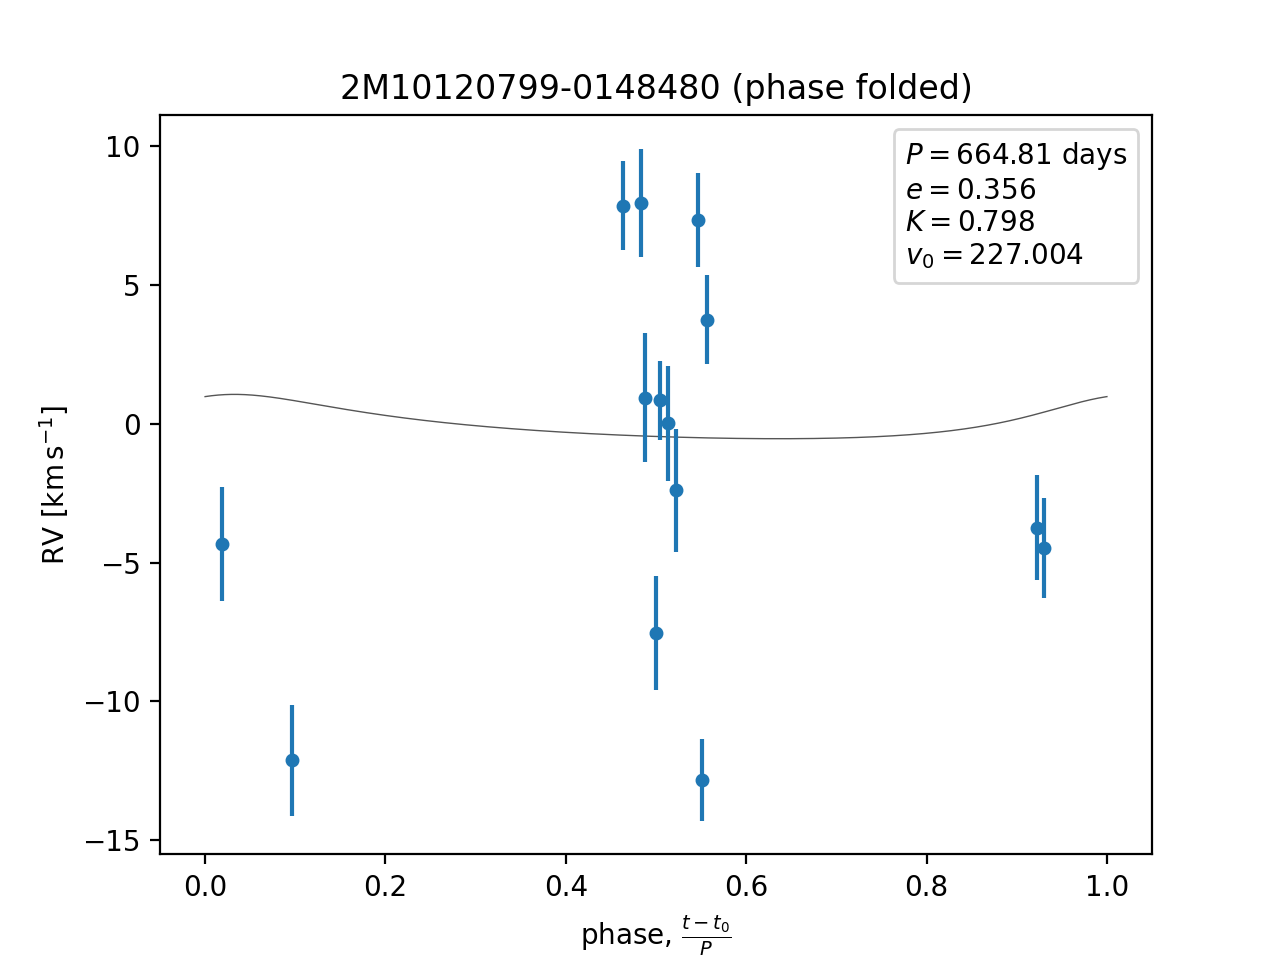 2M10120799-0148480 (phase folded)
P = 664.81 days
e = 0.356
K = 0.798
v₀ = 227.004
10
5
0
−5
−10
−15
RV [km s⁻¹]
0.0 0.2 0.4 0.6 0.8 1.0
phase, (t − t₀)/P